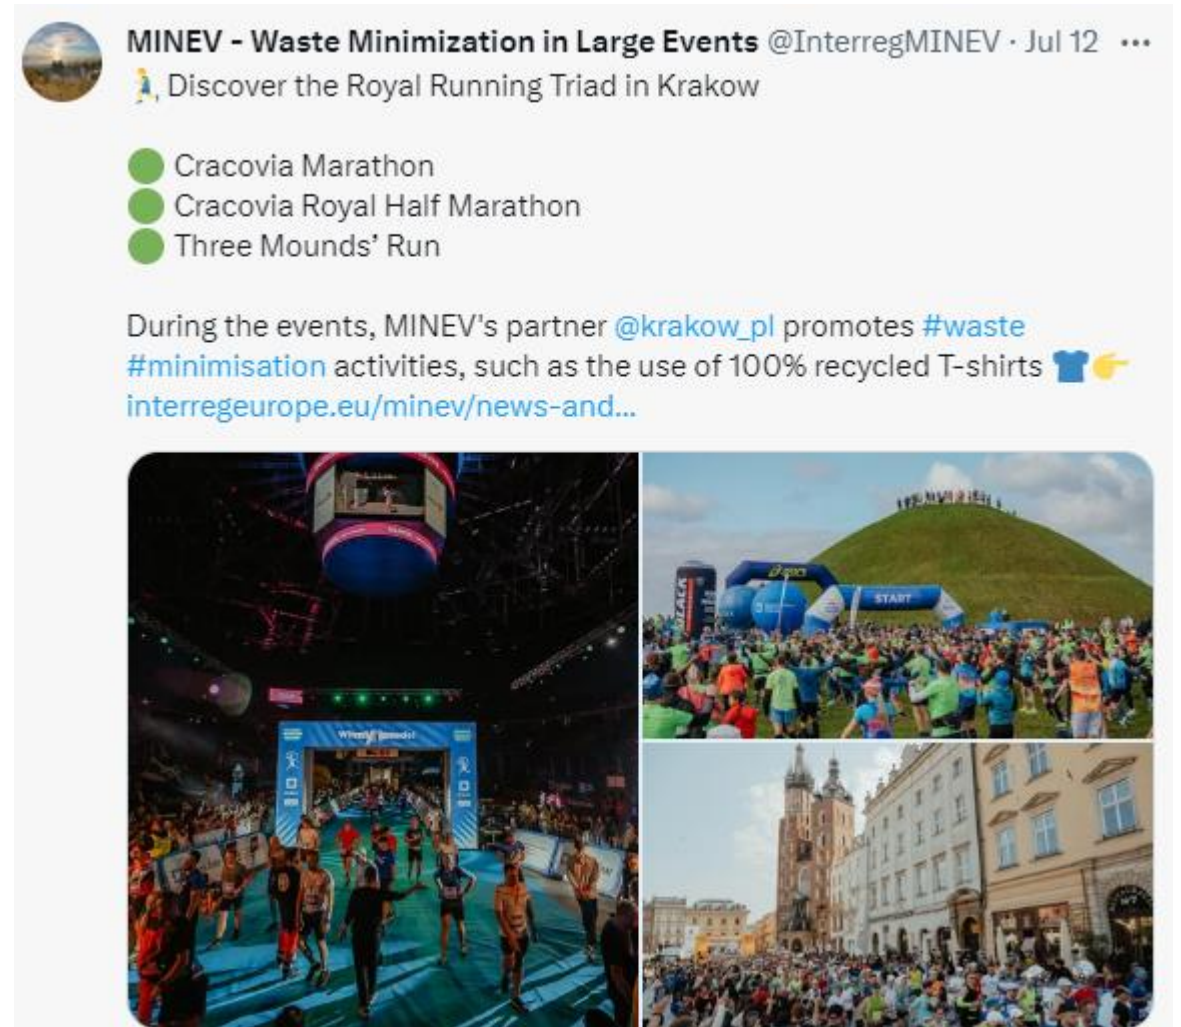 MINEV - Waste Minimization in Large Events @InterregMINEV · Jul 12 ···
🏃 Discover the Royal Running Triad in Krakow
🟢 Cracovia Marathon
🟢 Cracovia Royal Half Marathon
🟢 Three Mounds’ Run
During the events, MINEV's partner @krakow_pl promotes #waste
#minimisation activities, such as the use of 100% recycled T-shirts 👕👉
interregeurope.eu/minev/news-and...
asics
START